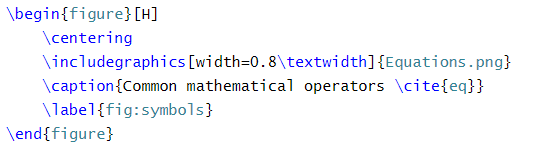 \begin{figure}[H]
\centering
\includegraphics[width=0.8\textwidth]{Equations.png}
\caption{Common mathematical operators \cite{eq}}
\label{fig:symbols}
\end{figure}